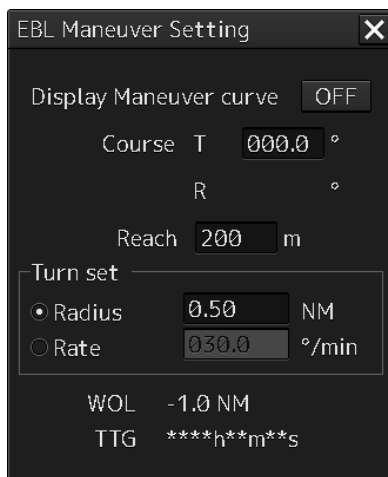 EBL Maneuver Setting
Display Maneuver curve OFF
Course T 000.0 °
R °
Reach 200 m
Turn set
Radius 0.50 NM
Rate 030.0 °/min
WOL -1.0 NM
TTG ****h**m**s